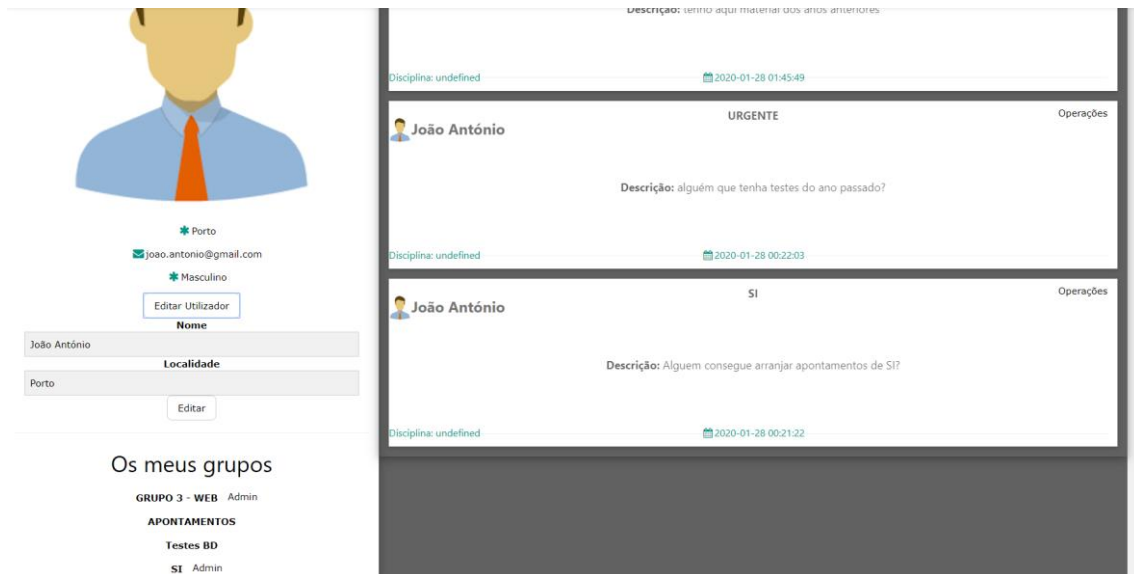 Porto
joao.antonio@gmail.com
Masculino
Editar Utilizador
Nome
João António
Localidade
Porto
Editar
Os meus grupos
GRUPO 3 - WEB Admin
APONTAMENTOS
Testes BD
SI Admin
Descrição: tenho aqui material dos anos anteriores
Disciplina: undefined 2020-01-28 01:45:49
URGENTE Operações
João António
Descrição: alguém que tenha testes do ano passado?
Disciplina: undefined 2020-01-28 00:22:03
SI Operações
João António
Descrição: Alguem consegue arranjar apontamentos de SI?
Disciplina: undefined 2020-01-28 00:21:22